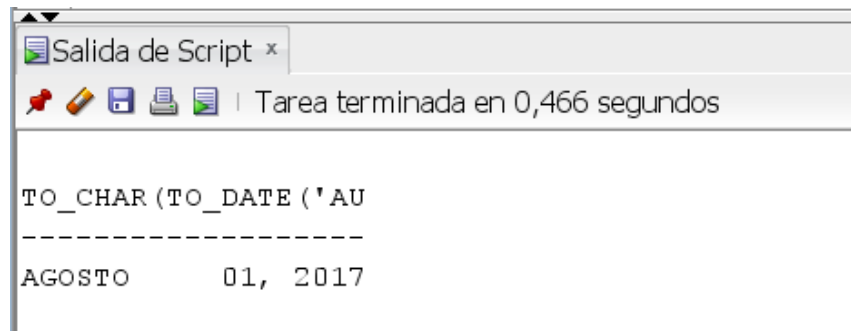 Salida de Script x
Tarea terminada en 0,466 segundos
TO_CHAR(TO_DATE('AU
-------------------
AGOSTO     01, 2017